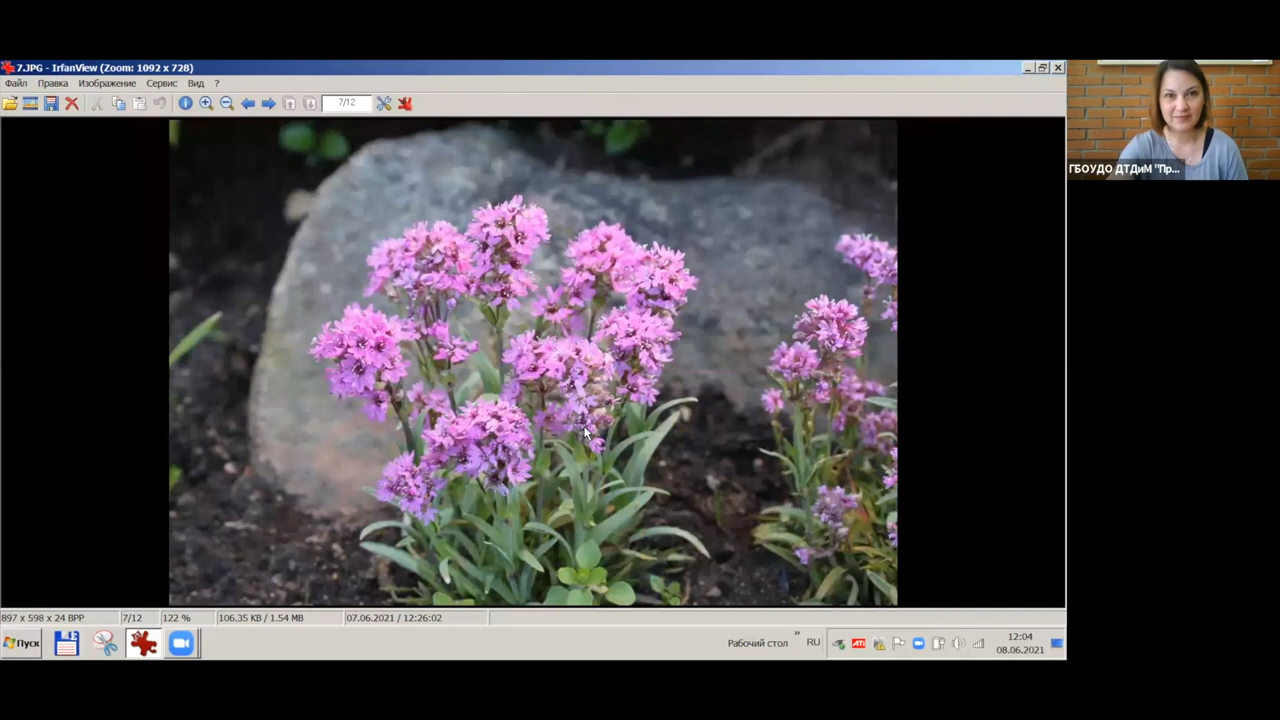 7.JPG - IrfanView (Zoom: 1092 x 728)
Файл Правка Изображение Сервис Вид ?
7/12
ГБОУДО ДТДиМ "Пр...
897 x 598 x 24 BPP 7/12 122 % 106.35 KB / 1.54 MB 07.06.2021 / 12:26:02
Пуск
Рабочий стол » RU ATI 12:04
08.06.2021